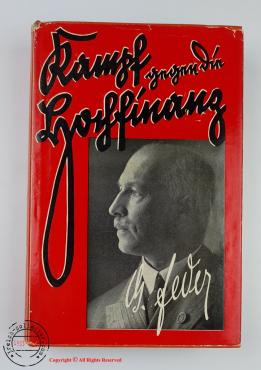 Kampf gegen die
Hochfinanz
G. Feder
Copyright © All Rights Reserved